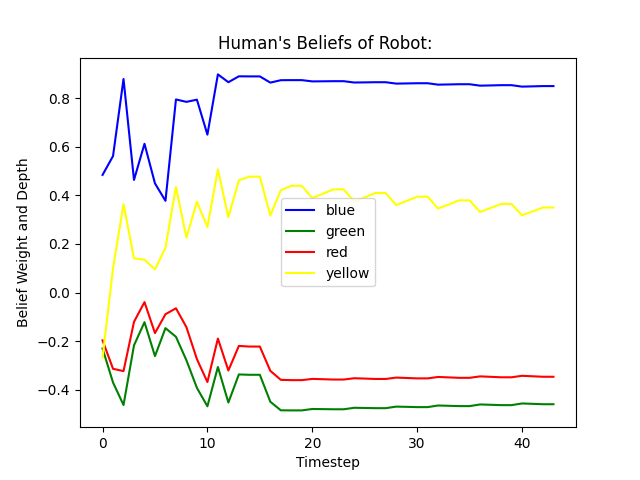 Human's Beliefs of Robot:
Belief Weight and Depth
0.8
0.6
0.4
0.2
0.0
−0.2
−0.4
blue
green
red
yellow
0 10 20 30 40
Timestep